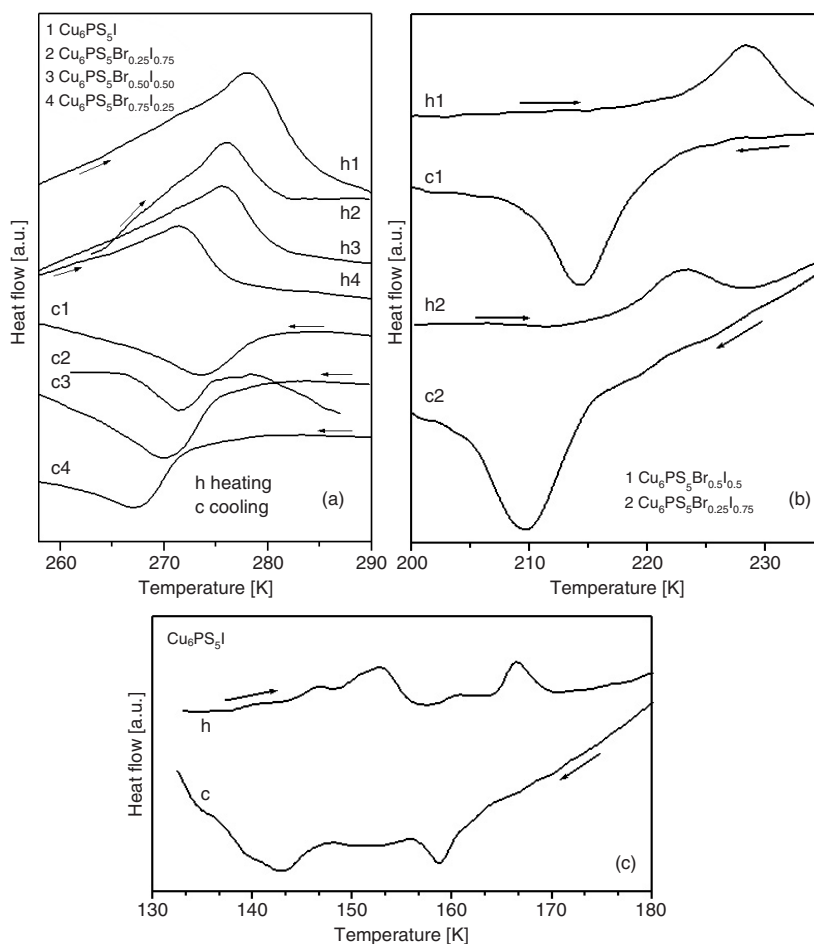 1 Cu₆PS₅I
2 Cu₆PS₅Br₀.₂₅I₀.₇₅
3 Cu₆PS₅Br₀.₅₀I₀.₅₀
4 Cu₆PS₅Br₀.₇₅I₀.₂₅
h1
h2
h3
h4
c1
c2
c3
c4
h heating
c cooling
(a)
Heat flow [a.u.]
260 270 280 290
Temperature [K]
h1
c1
h2
c2
1 Cu₆PS₅Br₀.₅I₀.₅
2 Cu₆PS₅Br₀.₂₅I₀.₇₅
(b)
Heat flow [a.u.]
200 210 220 230
Temperature [K]
Cu₆PS₅I
h
c
(c)
Heat flow [a.u.]
130 140 150 160 170 180
Temperature [K]